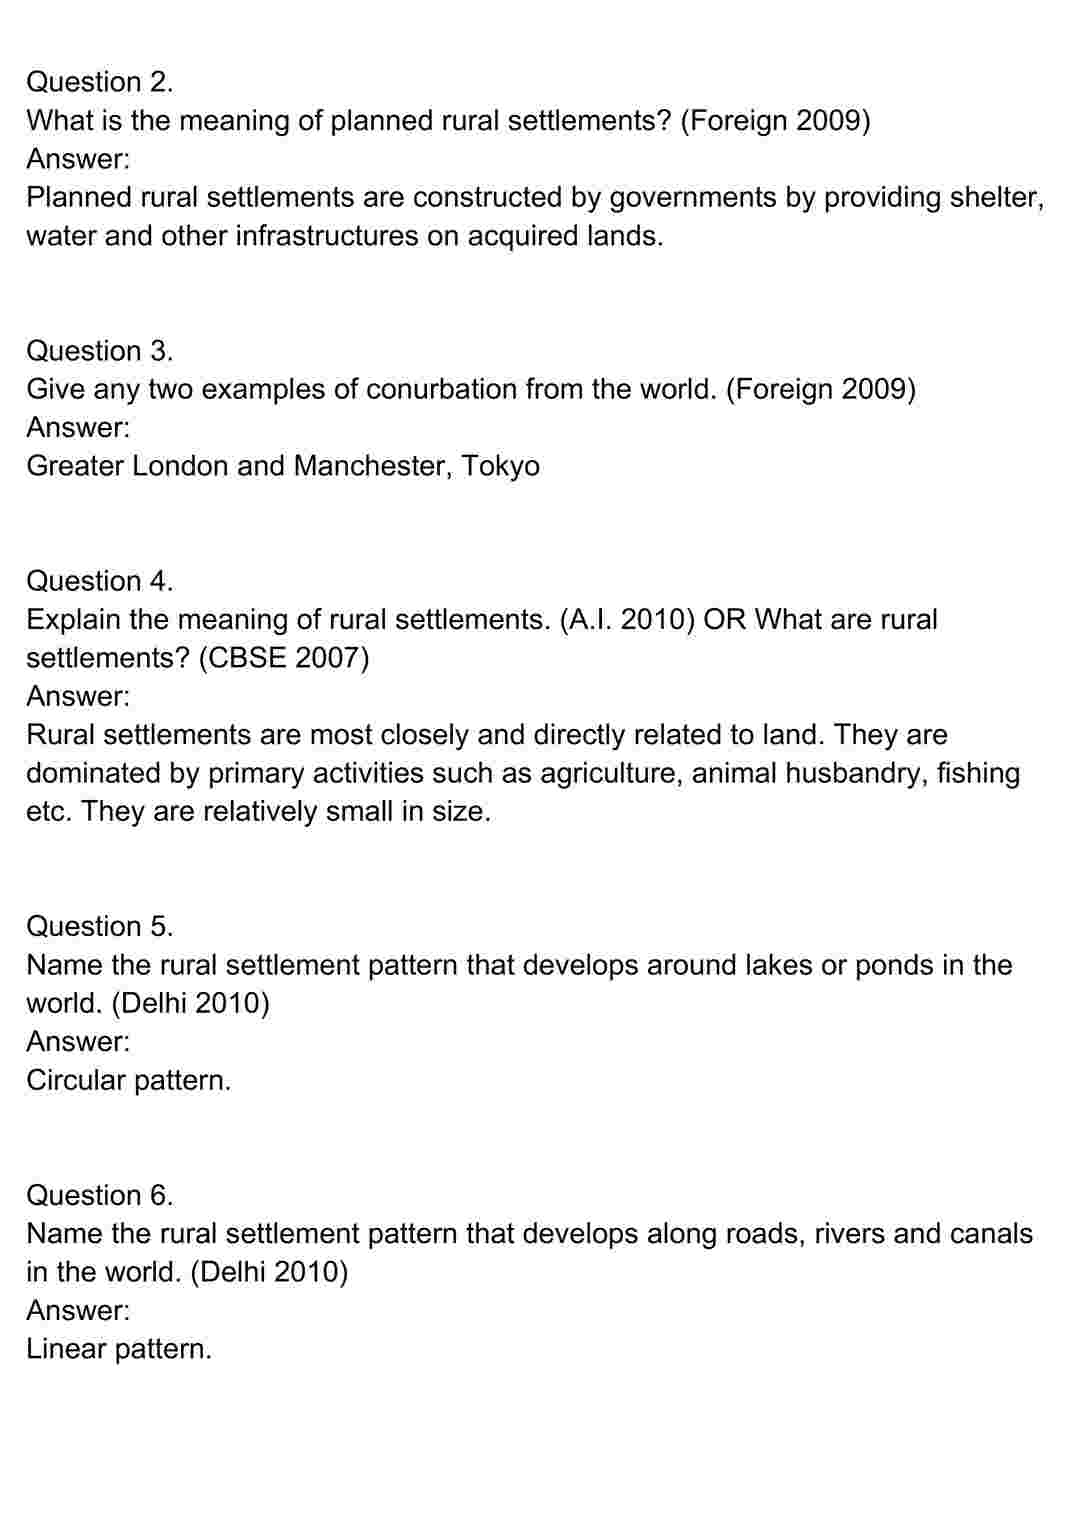 Question 2.
What is the meaning of planned rural settlements? (Foreign 2009)
Answer:
Planned rural settlements are constructed by governments by providing shelter,
water and other infrastructures on acquired lands.
Question 3.
Give any two examples of conurbation from the world. (Foreign 2009)
Answer:
Greater London and Manchester, Tokyo
Question 4.
Explain the meaning of rural settlements. (A.I. 2010) OR What are rural
settlements? (CBSE 2007)
Answer:
Rural settlements are most closely and directly related to land. They are
dominated by primary activities such as agriculture, animal husbandry, fishing
etc. They are relatively small in size.
Question 5.
Name the rural settlement pattern that develops around lakes or ponds in the
world. (Delhi 2010)
Answer:
Circular pattern.
Question 6.
Name the rural settlement pattern that develops along roads, rivers and canals
in the world. (Delhi 2010)
Answer:
Linear pattern.